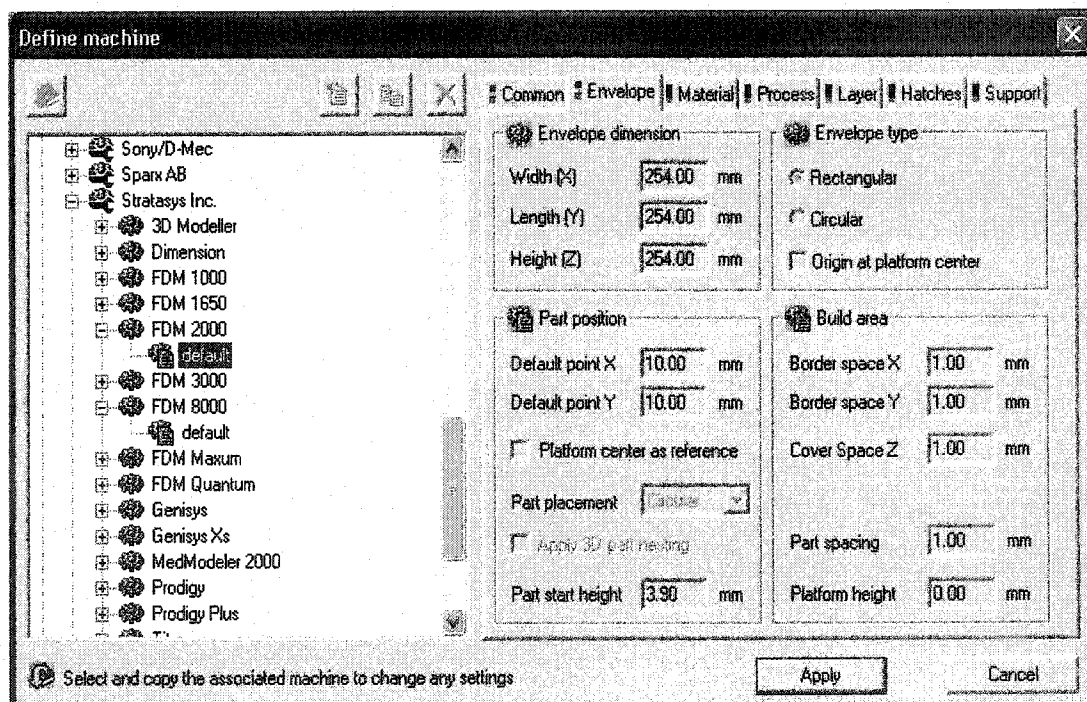 Define machine
Common Envelope Material Process Layer Hatches Support
Sony/D-Mec
Sparx AB
Stratasys Inc.
3D Modeller
Dimension
FDM 1000
FDM 1650
FDM 2000
default
FDM 3000
FDM 8000
default
FDM Maxum
FDM Quantum
Genisys
Genisys Xs
MedModeler 2000
Prodigy
Prodigy Plus
Envelope dimension
Width (X) 254.00 mm
Length (Y) 254.00 mm
Height (Z) 254.00 mm
Envelope type
Rectangular
Circular
Origin at platform center
Part position
Default point X 10.00 mm
Default point Y 10.00 mm
Platform center as reference
Part placement
Apply 3D part nesting
Part start height 3.90 mm
Build area
Border space X 1.00 mm
Border space Y 1.00 mm
Cover Space Z 1.00 mm
Part spacing 1.00 mm
Platform height 0.00 mm
Select and copy the associated machine to change any settings
Apply Cancel